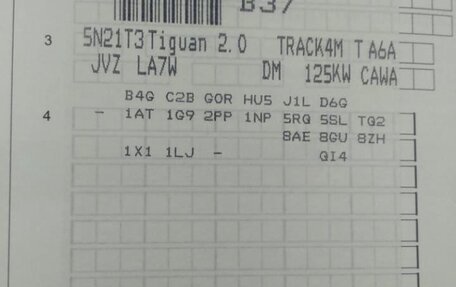 B37
3 5N21T3 Tiguan 2.0 TRACK4M T A6A
JVZ LA7W DM 125KW CAWA
B4G C2B G0R HU5 J1L D6G
4 - 1AT 1G9 2PP 1NP 5RG 5SL TG2
8AE 8GU 8ZH
1X1 1LJ - QI4